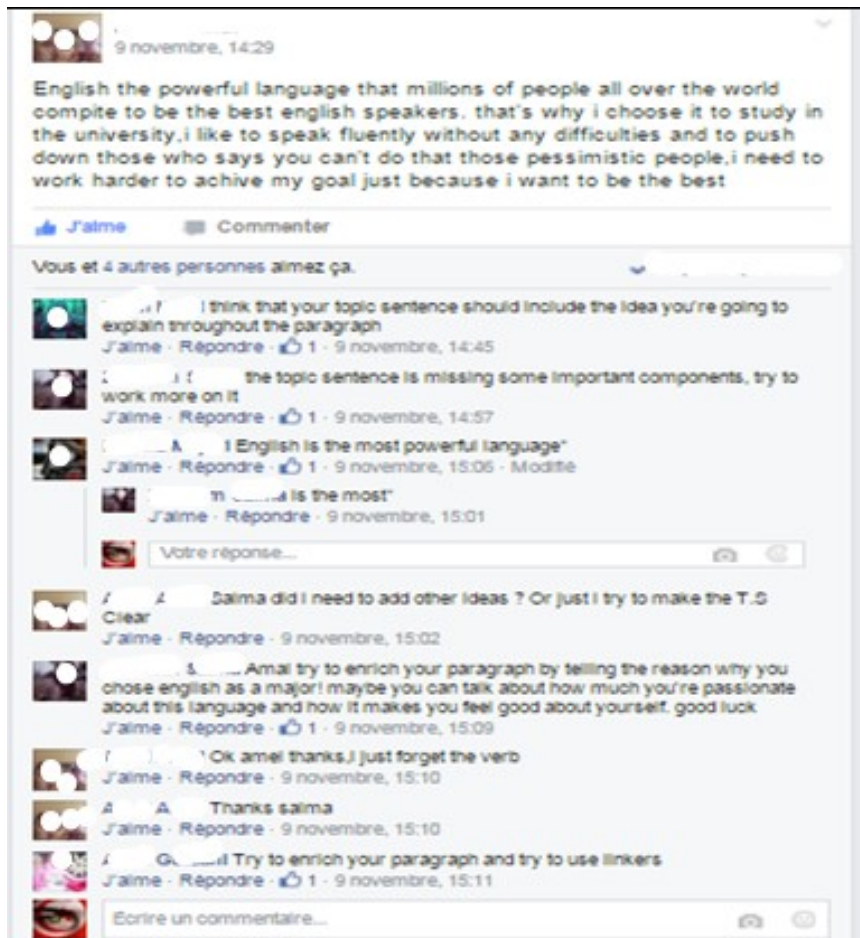 9 novembre, 14:29
English the powerful language that millions of people all over the world
compite to be the best english speakers. that's why i choose it to study in
the university,i like to speak fluently without any difficulties and to push
down those who says you can't do that those pessimistic people,i need to
work harder to achive my goal just because i want to be the best
J'aime Commenter
Vous et 4 autres personnes aimez ça.
I think that your topic sentence should include the idea you're going to
explain throughout the paragraph
J'aime · Répondre · 1 · 9 novembre, 14:45
the topic sentence is missing some important components, try to
work more on it
J'aime · Répondre · 1 · 9 novembre, 14:57
English is the most powerful language*
J'aime · Répondre · 1 · 9 novembre, 15:06 · Modifié
is the most*
J'aime · Répondre · 9 novembre, 15:01
Votre réponse...
Salma did I need to add other ideas ? Or just I try to make the T.S
Clear
J'aime · Répondre · 9 novembre, 15:02
Amal try to enrich your paragraph by telling the reason why you
chose english as a major! maybe you can talk about how much you're passionate
about this language and how it makes you feel good about yourself. good luck
J'aime · Répondre · 1 · 9 novembre, 15:09
Ok amel thanks,I just forget the verb
J'aime · Répondre · 9 novembre, 15:10
Thanks salma
J'aime · Répondre · 9 novembre, 15:10
Try to enrich your paragraph and try to use linkers
J'aime · Répondre · 1 · 9 novembre, 15:11
Écrire un commentaire...